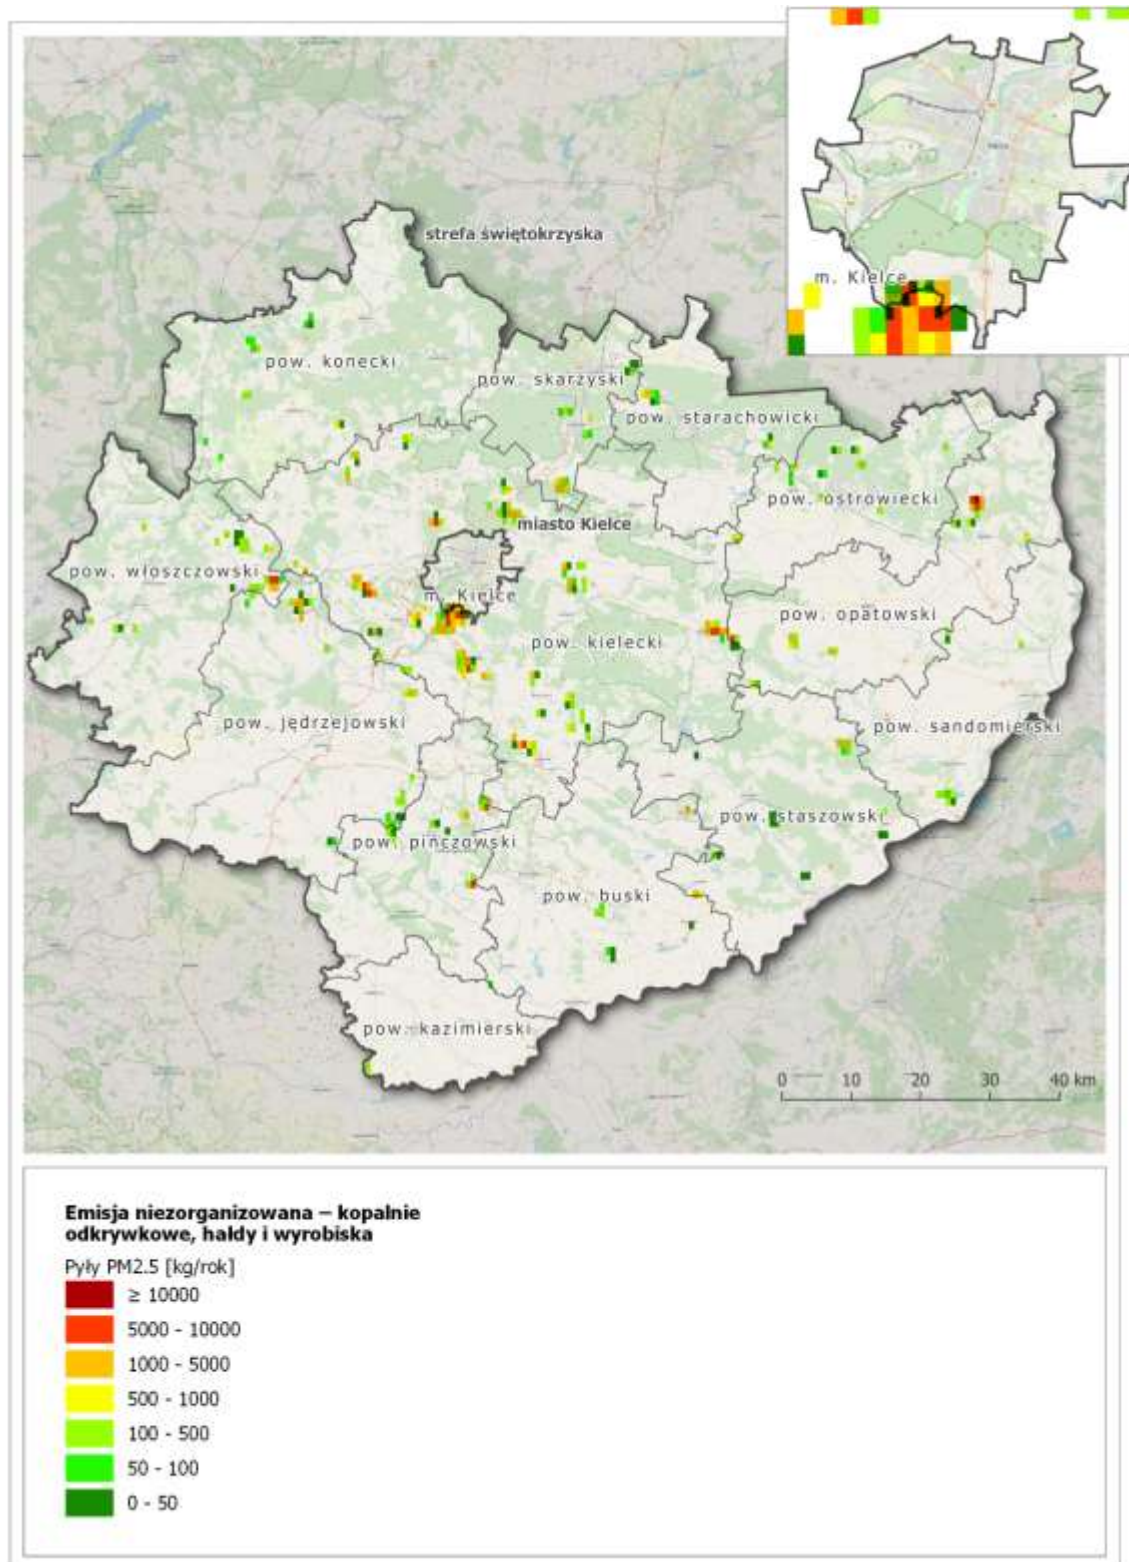 strefa świętokrzyska
m. Kielce
pow. konecki
pow. skarżyski
pow. starachowicki
pow. ostrowiecki
miasto Kielce
pow. włoszczowski
m. Kielce
pow. opatowski
pow. kielecki
pow. jędrzejowski
pow. sandomierski
pow. staszowski
pow. pińczowski
pow. buski
pow. kazimierski
0 10 20 30 40 km
Emisja niezorganizowana – kopalnie
odkrywkowe, hałdy i wyrobiska
Pyły PM2.5 [kg/rok]
≥ 10000
5000 - 10000
1000 - 5000
500 - 1000
100 - 500
50 - 100
0 - 50